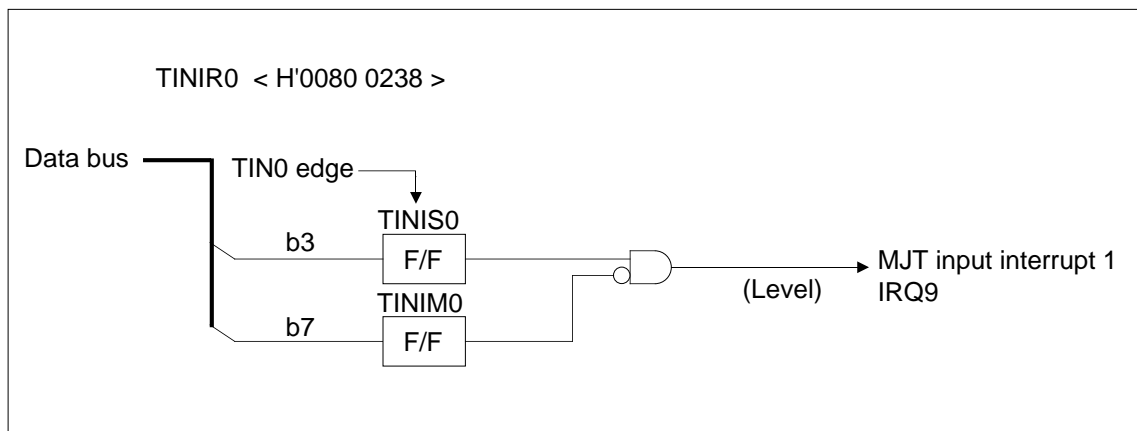 TINIR0 < H'0080 0238 >
Data bus
TIN0 edge
TINIS0
b3
F/F
TINIM0
b7
F/F
(Level)
MJT input interrupt 1
IRQ9